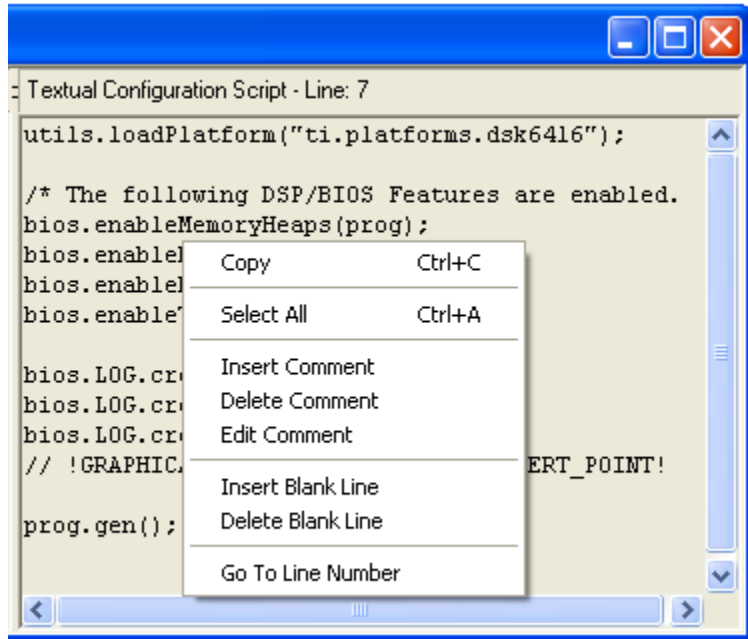 Textual Configuration Script - Line: 7
utils.loadPlatform("ti.platforms.dsk6416");
/* The following DSP/BIOS Features are enabled.
bios.enableMemoryHeaps(prog);
bios.enable
bios.enable
bios.enable
bios.LOG.cr
bios.LOG.cr
bios.LOG.cr
// !GRAPHIC ERT_POINT!
prog.gen();
Copy Ctrl+C
Select All Ctrl+A
Insert Comment
Delete Comment
Edit Comment
Insert Blank Line
Delete Blank Line
Go To Line Number